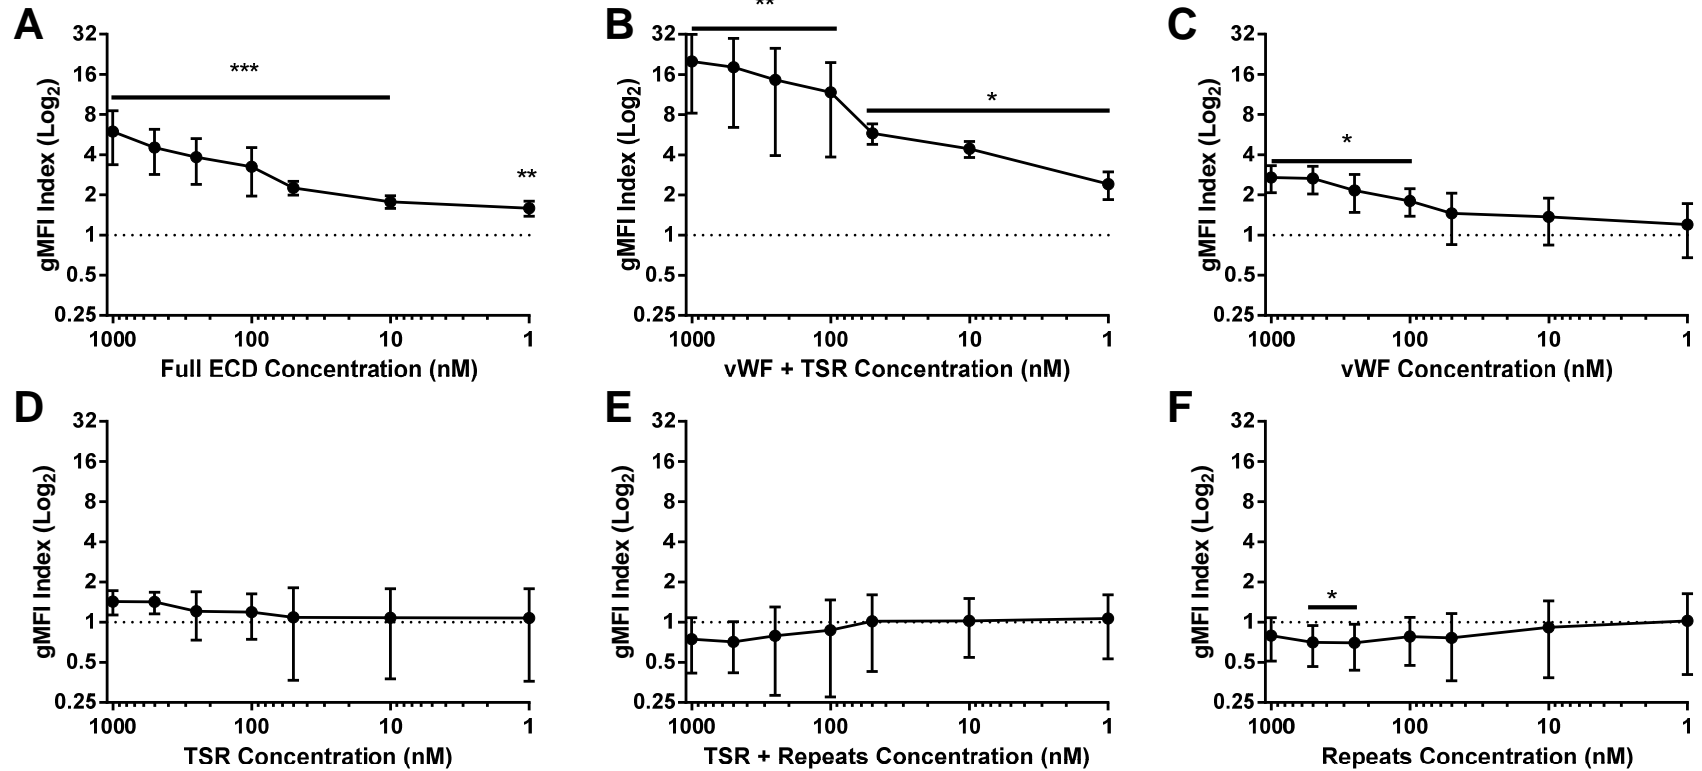 A
gMFI Index (Log2)
32
16
8
4
2
1
0.5
0.25
***
**
1000 100 10 1
Full ECD Concentration (nM)
B
gMFI Index (Log2)
32
16
8
4
2
1
0.5
0.25
**
*
1000 100 10 1
vWF + TSR Concentration (nM)
C
gMFI Index (Log2)
32
16
8
4
2
1
0.5
0.25
*
1000 100 10 1
vWF Concentration (nM)
D
gMFI Index (Log2)
32
16
8
4
2
1
0.5
0.25
1000 100 10 1
TSR Concentration (nM)
E
gMFI Index (Log2)
32
16
8
4
2
1
0.5
0.25
1000 100 10 1
TSR + Repeats Concentration (nM)
F
gMFI Index (Log2)
32
16
8
4
2
1
0.5
0.25
*
1000 100 10 1
Repeats Concentration (nM)